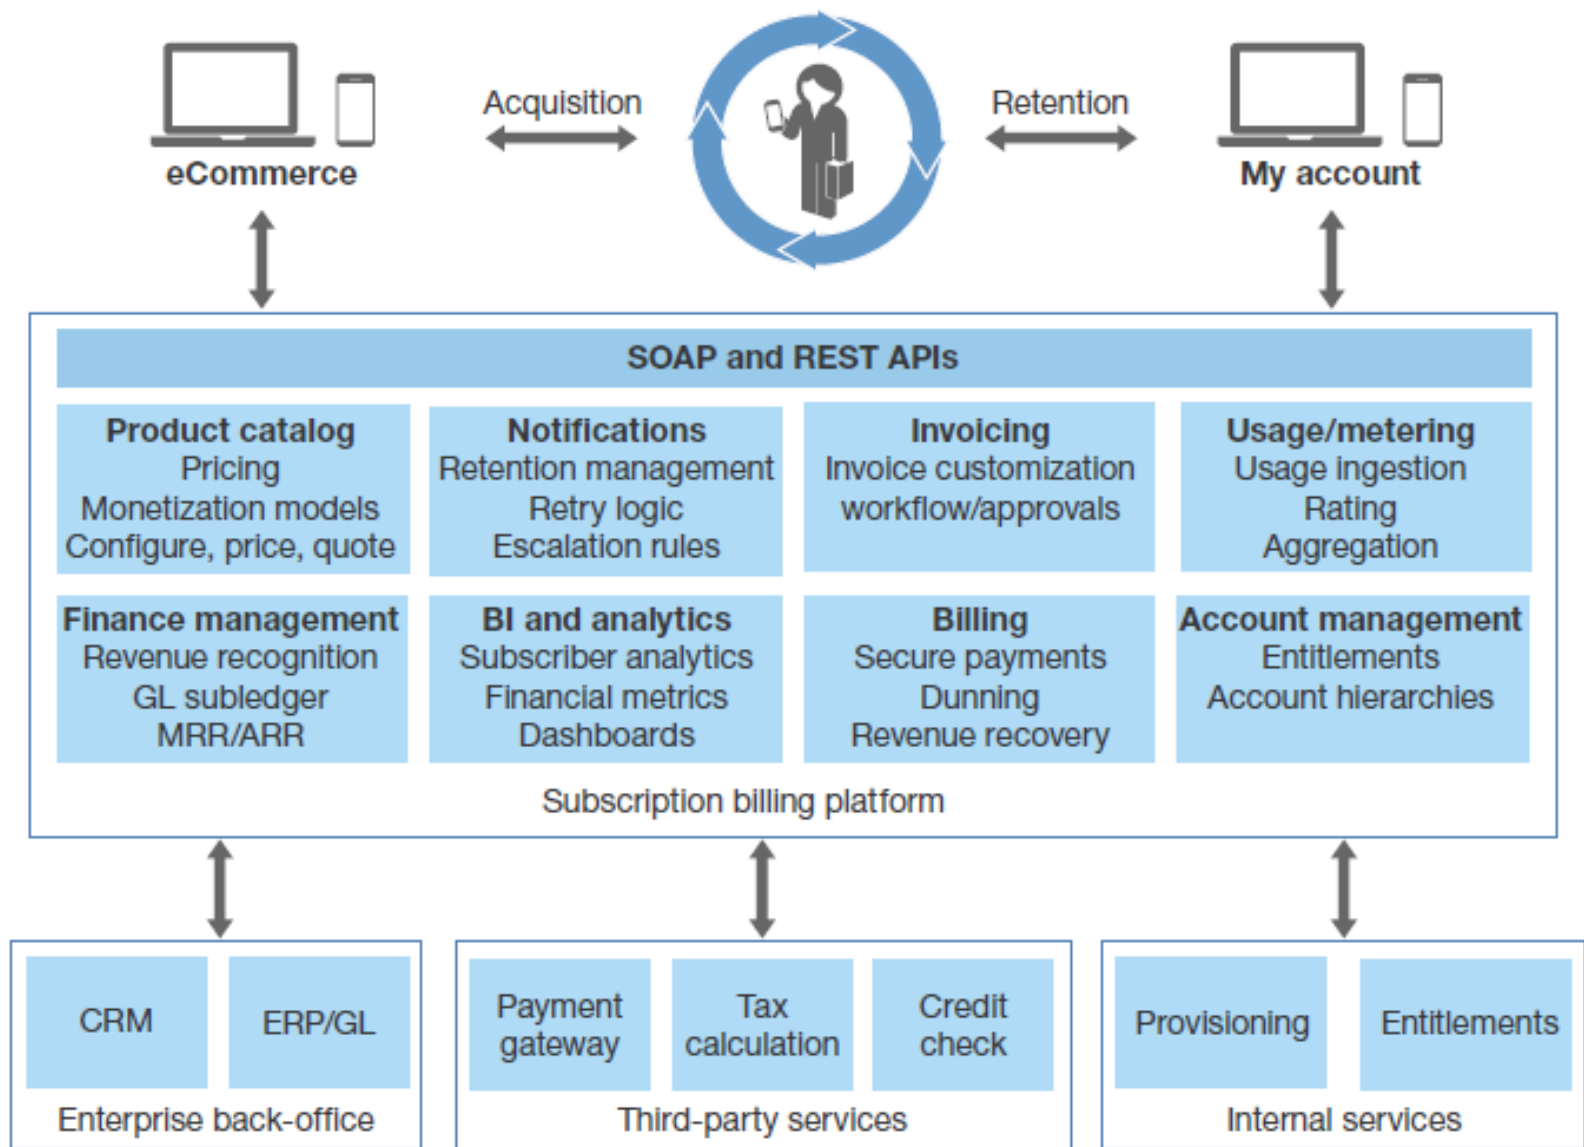 Acquisition
Retention
eCommerce
My account
SOAP and REST APIs
Product catalog
Pricing
Monetization models
Configure, price, quote
Notifications
Retention management
Retry logic
Escalation rules
Invoicing
Invoice customization
workflow/approvals
Usage/metering
Usage ingestion
Rating
Aggregation
Finance management
Revenue recognition
GL subledger
MRR/ARR
BI and analytics
Subscriber analytics
Financial metrics
Dashboards
Billing
Secure payments
Dunning
Revenue recovery
Account management
Entitlements
Account hierarchies
Subscription billing platform
CRM
ERP/GL
Enterprise back-office
Payment
gateway
Tax
calculation
Credit
check
Third-party services
Provisioning
Entitlements
Internal services